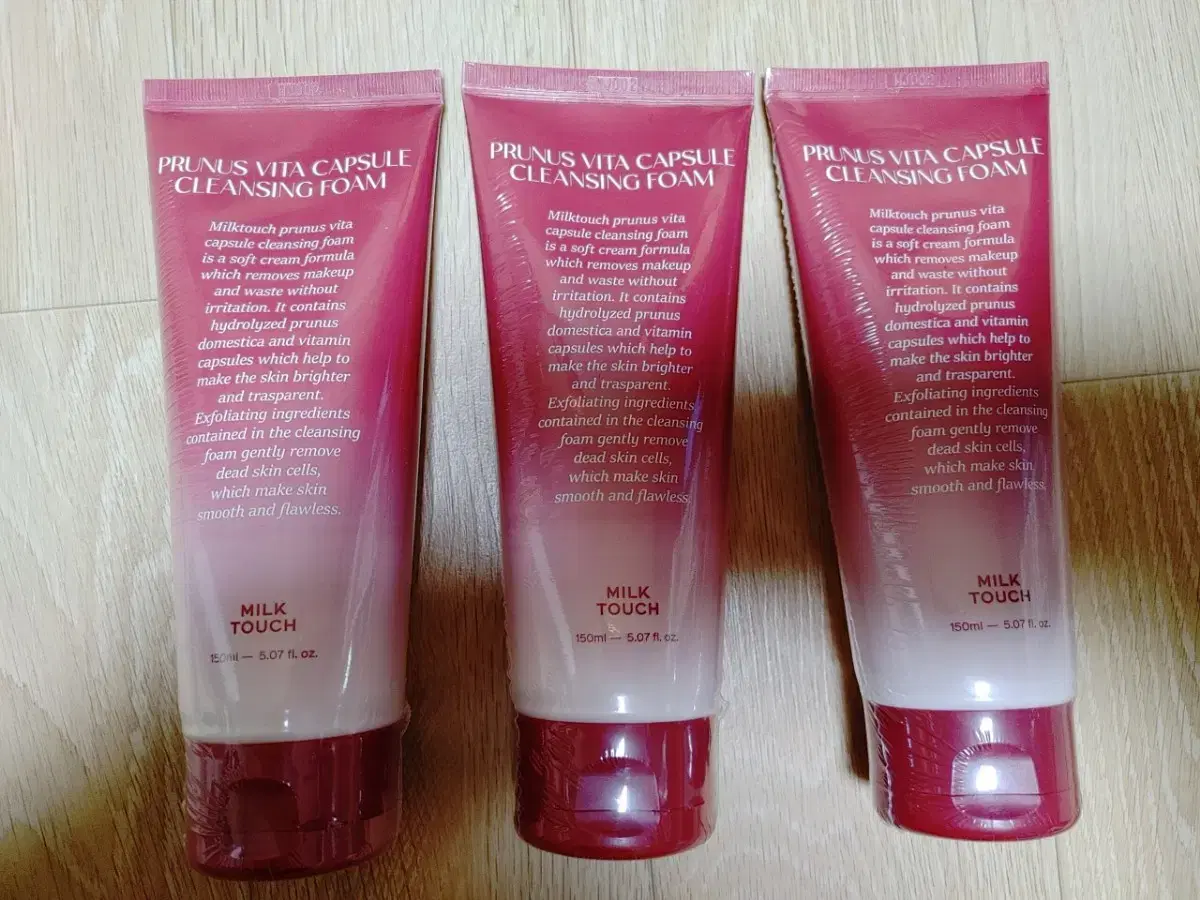 PRUNUS VITA CAPSULE
CLEANSING FOAM
Milktouch prunus vita
capsule cleansing foam
is a soft cream formula
which removes makeup
and waste without
irritation. It contains
hydrolyzed prunus
domestica and vitamin
capsules which help to
make the skin brighter
and trasparent.
Exfoliating ingredients
contained in the cleansing
foam gently remove
dead skin cells,
which make skin
smooth and flawless.
MILK
TOUCH
150ml — 5.07 fl. oz.
PRUNUS VITA CAPSULE
CLEANSING FOAM
Milktouch prunus vita
capsule cleansing foam
is a soft cream formula
which removes makeup
and waste without
irritation. It contains
hydrolyzed prunus
domestica and vitamin
capsules which help to
make the skin brighter
and trasparent.
Exfoliating ingredients
contained in the cleansing
foam gently remove
dead skin cells,
which make skin
smooth and flawless.
MILK
TOUCH
150ml — 5.07 fl. oz.
PRUNUS VITA CAPSULE
CLEANSING FOAM
Milktouch prunus vita
capsule cleansing foam
is a soft cream formula
which removes makeup
and waste without
irritation. It contains
hydrolyzed prunus
domestica and vitamin
capsules which help to
make the skin brighter
and trasparent.
Exfoliating ingredients
contained in the cleansing
foam gently remove
dead skin cells,
which make skin
smooth and flawless.
MILK
TOUCH
150ml — 5.07 fl. oz.